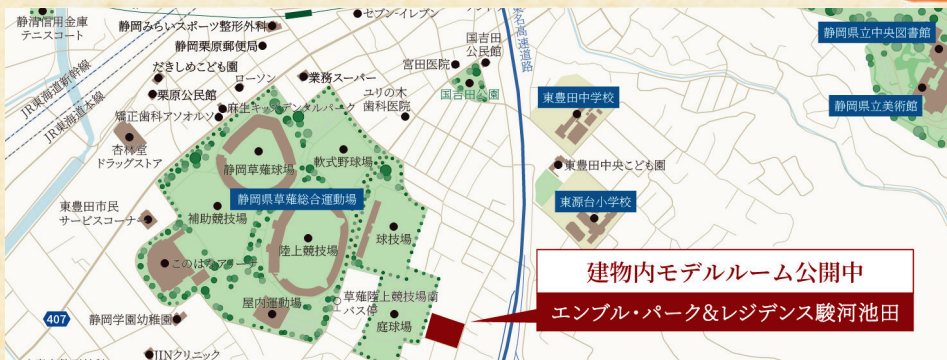 静清信用金庫
テニスコート
静岡みらいスポーツ整形外科
セブン-イレブン
静岡栗原郵便局
国吉田
公民館
宮田医院
国吉田公園
東名高速道路
静岡県立中央図書館
静岡県立美術館
JR東海道新幹線
JR東海道本線
だきしめこども園
ローソン
業務スーパー
栗原公民館
ユリの木
歯科医院
麻生キッズデンタルパーク
矯正歯科アソオルソ
東豊田中学校
杏林堂
ドラッグストア
静岡草薙球場
軟式野球場
東豊田中央こども園
静岡県草薙総合運動場
東源台小学校
東豊田市民
サービスコーナー
補助競技場
球技場
陸上競技場
このはなアリーナ
建物内モデルルーム公開中
エンブル・パーク&レジデンス駿河池田
草薙陸上競技場南
バス停
屋内運動場
庭球場
407
静岡学園幼稚園
JINクリニック